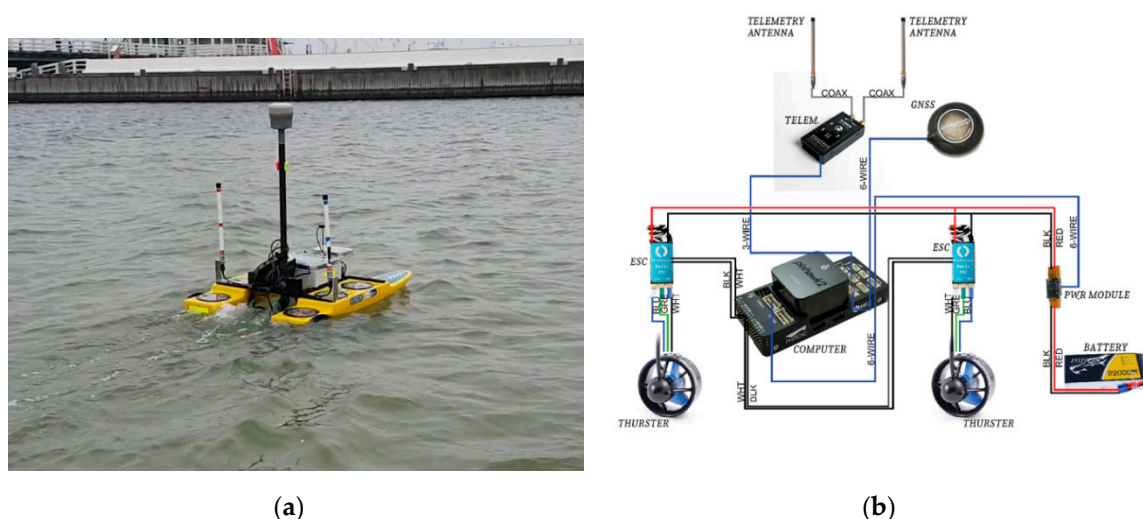 TELEMETRY
ANTENNA
TELEMETRY
ANTENNA
COAX
COAX
GNSS
TELEM.
6-WIRE
3-WIRE
BLK
RED
6-WIRE
ESC
ESC
pixhawk2
BLK
WHT
BLU
GRE
WHT
WHT
GRE
BLU
PWR MODULE
COMPUTER
6-WIRE
WHT
BLK
BLK
RED
BATTERY
22000
THURSTER
THURSTER
(a)
(b)